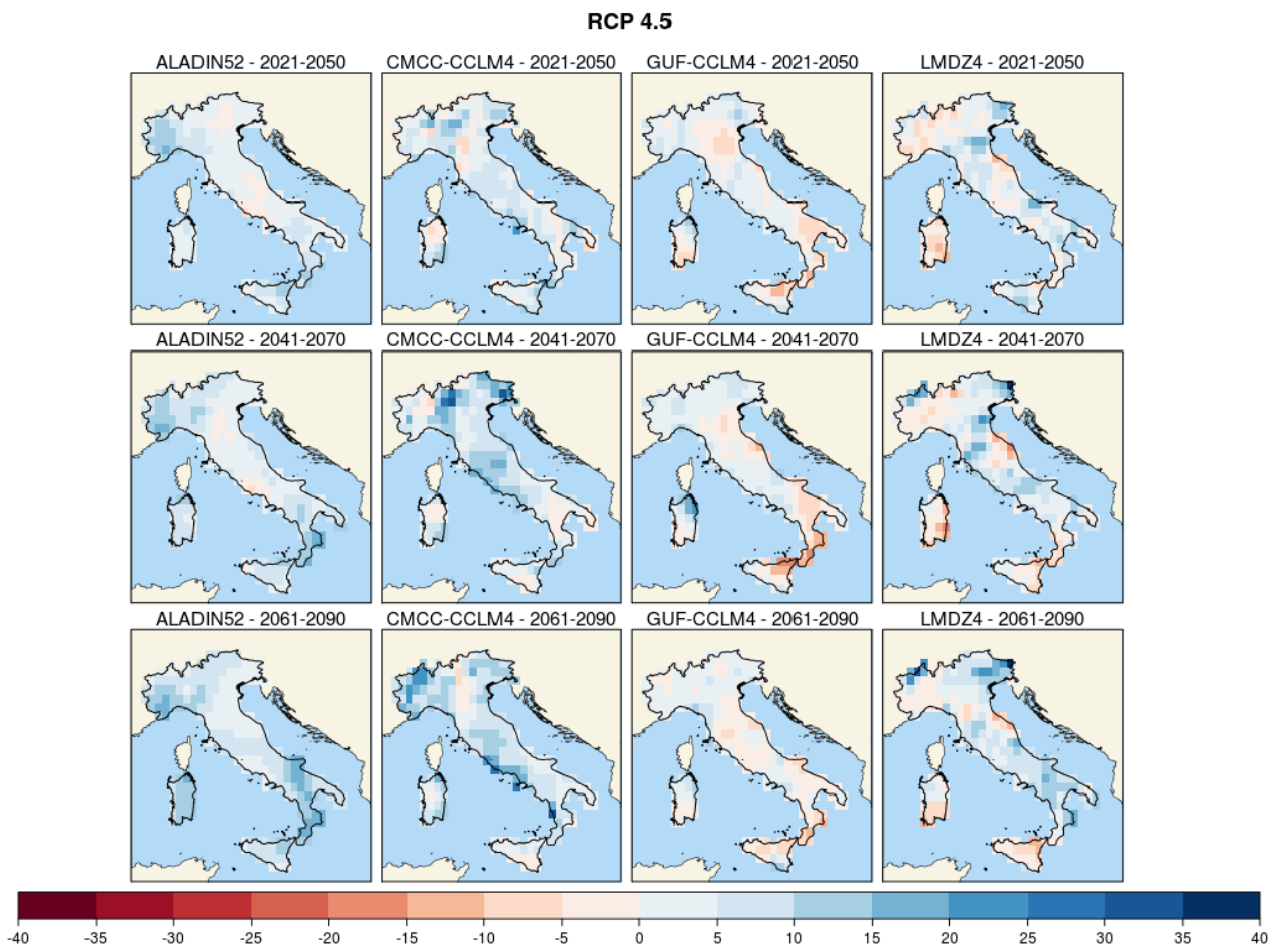 RCP 4.5
ALADIN52 - 2021-2050 CMCC-CCLM4 - 2021-2050 GUF-CCLM4 - 2021-2050 LMDZ4 - 2021-2050
ALADIN52 - 2041-2070 CMCC-CCLM4 - 2041-2070 GUF-CCLM4 - 2041-2070 LMDZ4 - 2041-2070
ALADIN52 - 2061-2090 CMCC-CCLM4 - 2061-2090 GUF-CCLM4 - 2061-2090 LMDZ4 - 2061-2090
-40 -35 -30 -25 -20 -15 -10 -5 0 5 10 15 20 25 30 35 40